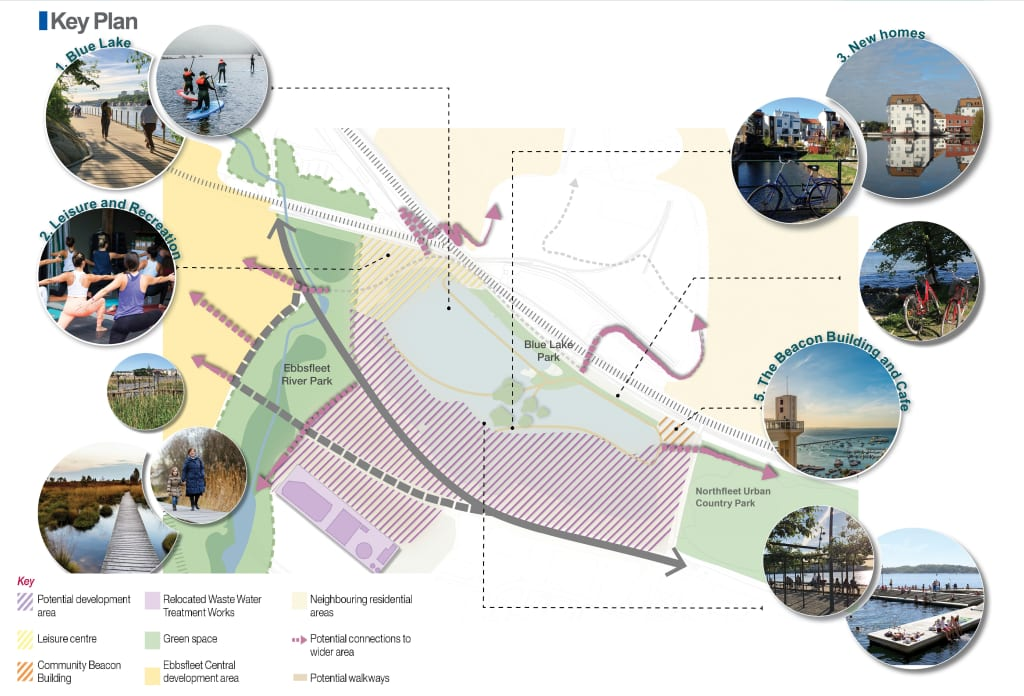 Key Plan
1. Blue Lake
3. New homes
2. Leisure and Recreation
Blue Lake
Park
Ebbsfleet
River Park
5. The Beacon Building and Cafe
Northfleet Urban
Country Park
Key
Potential development
area
Relocated Waste Water
Treatment Works
Neighbouring residential
areas
Leisure centre
Green space
Potential connections to
wider area
Community Beacon
Building
Ebbsfleet Central
development area
Potential walkways